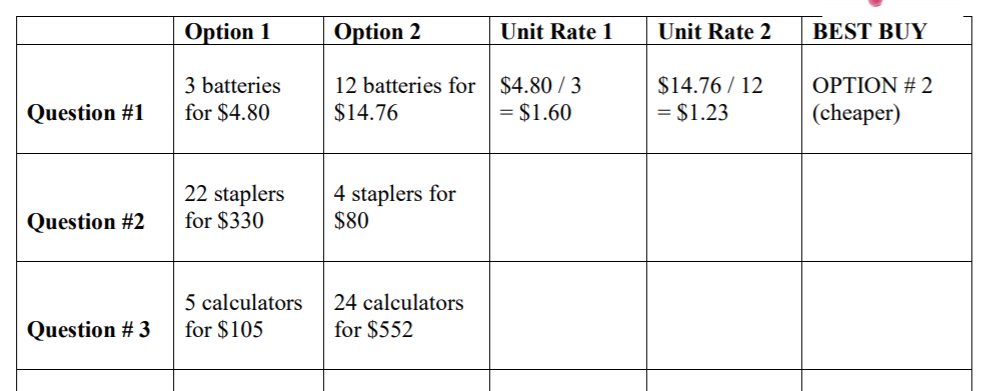 Option 1 Option 2 Unit Rate 1 Unit Rate 2 BEST BUY
Question #1
3 batteries
for $4.80
12 batteries for
$14.76
$4.80 / 3
= $1.60
$14.76 / 12
= $1.23
OPTION # 2
(cheaper)
Question #2
22 staplers
for $330
4 staplers for
$80
Question # 3
5 calculators
for $105
24 calculators
for $552